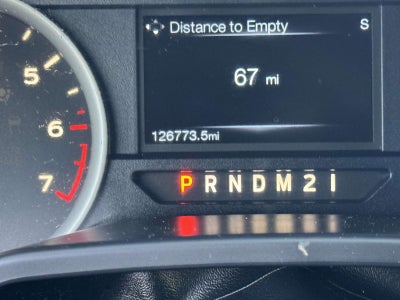 Distance to Empty S
67 mi
126773.5mi
5
6
7
P R N D M 2 1